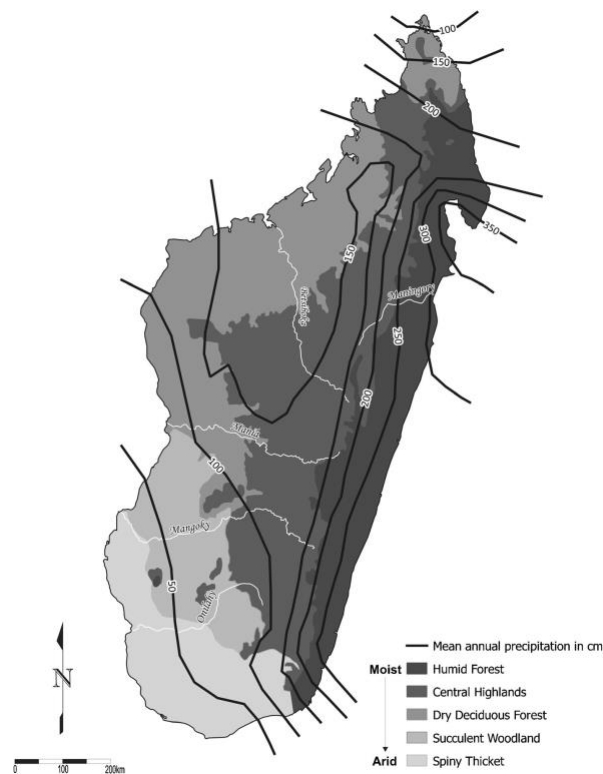 100
150
200
350
300
150
Maningory
250
200
Mania
100
Mangoky
50
Onilahy
N
Mean annual precipitation in cm
Moist
Humid Forest
Central Highlands
Dry Deciduous Forest
Succulent Woodland
Arid
Spiny Thicket
0
100
200km